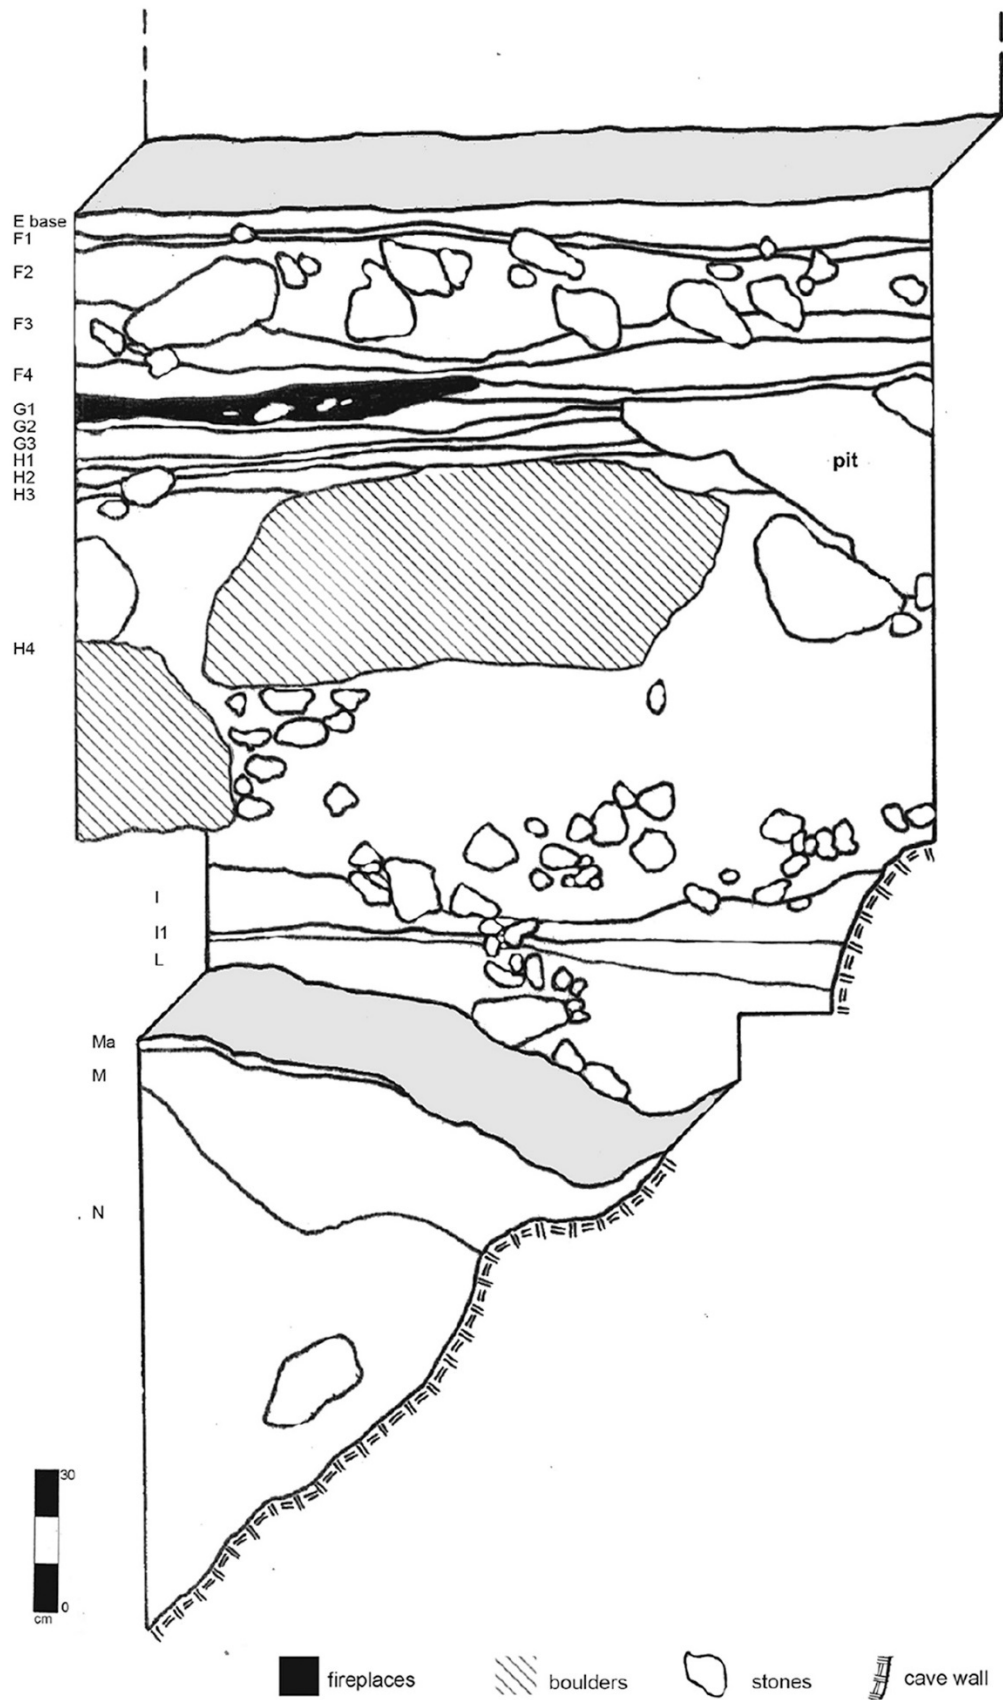 E base
F1
F2
F3
F4
G1
G2
G3
H1
H2
H3
pit
H4
I
I1
L
Ma
M
N
30
0
cm
fireplaces boulders stones cave wall